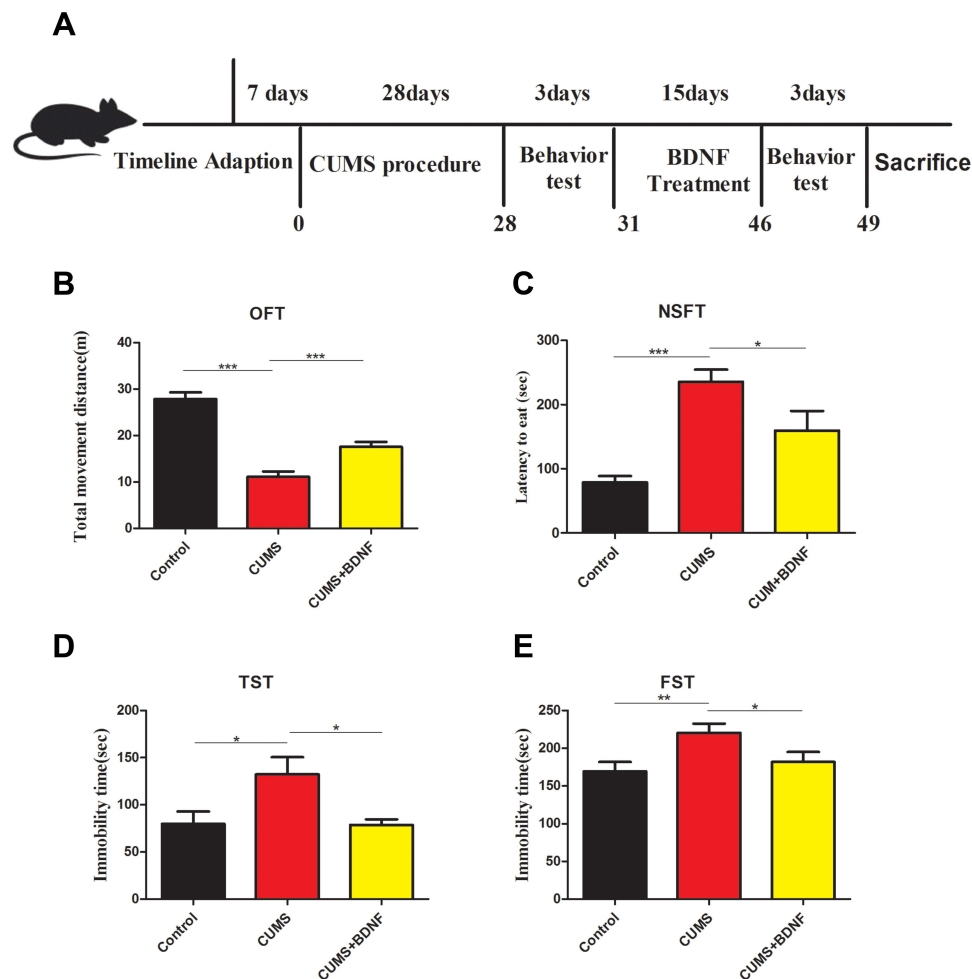 A
7 days 28days 3days 15days 3days
Timeline Adaption CUMS procedure Behavior test BDNF Treatment Behavior test Sacrifice
0 28 31 46 49
B
OFT
Total movement distance(m)
40
30
20
10
0
***
***
Control
CUMS
CUMS+BDNF
C
NSFT
Latency to eat (sec)
300
200
100
0
***
*
Control
CUMS
CUM+BDNF
D
TST
Immobility time(sec)
200
150
100
50
0
*
*
Control
CUMS
CUMS+BDNF
E
FST
Immobility time(sec)
250
200
150
100
50
0
**
*
Control
CUMS
CUMS+BDNF